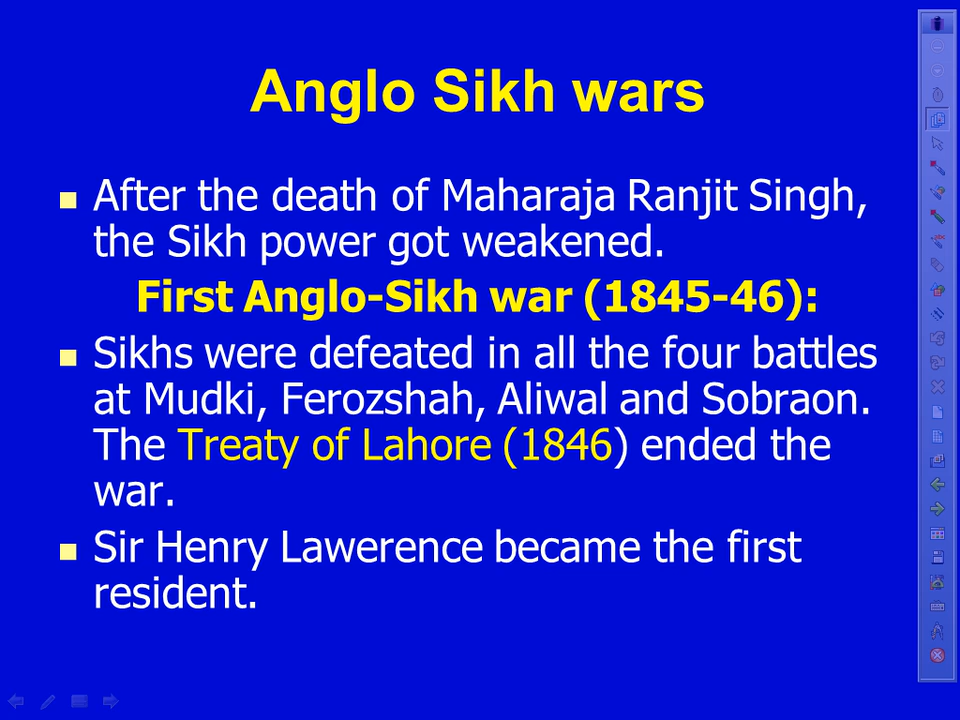 Anglo Sikh wars
After the death of Maharaja Ranjit Singh,
the Sikh power got weakened.
First Anglo-Sikh war (1845-46):
Sikhs were defeated in all the four battles
at Mudki, Ferozshah, Aliwal and Sobraon.
The Treaty of Lahore (1846) ended the
war.
Sir Henry Lawerence became the first
resident.